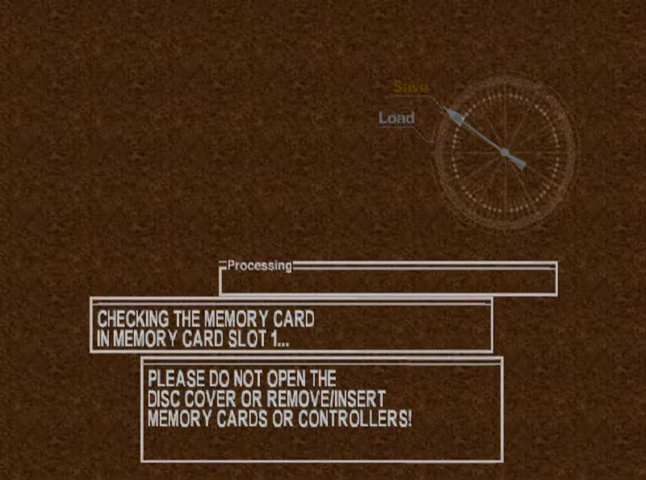 Save
Load
Processing
CHECKING THE MEMORY CARD
IN MEMORY CARD SLOT 1...
PLEASE DO NOT OPEN THE
DISC COVER OR REMOVE/INSERT
MEMORY CARDS OR CONTROLLERS!